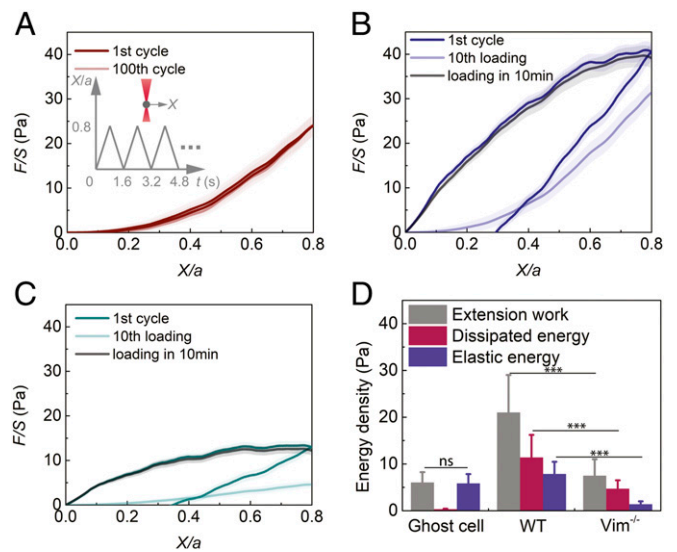 A
1st cycle
100th cycle
X/a
X
0.8
0
1.6
3.2
4.8
t (s)
F/S (Pa)
40
30
20
10
0
0.0
0.2
0.4
0.6
0.8
X/a
B
1st cycle
10th loading
loading in 10min
F/S (Pa)
40
30
20
10
0
0.0
0.2
0.4
0.6
0.8
X/a
C
1st cycle
10th loading
loading in 10min
F/S (Pa)
40
30
20
10
0
0.0
0.2
0.4
0.6
0.8
X/a
D
Extension work
Dissipated energy
Elastic energy
Energy density (Pa)
40
30
20
10
0
ns
***
***
***
Ghost cell
WT
Vim-/-